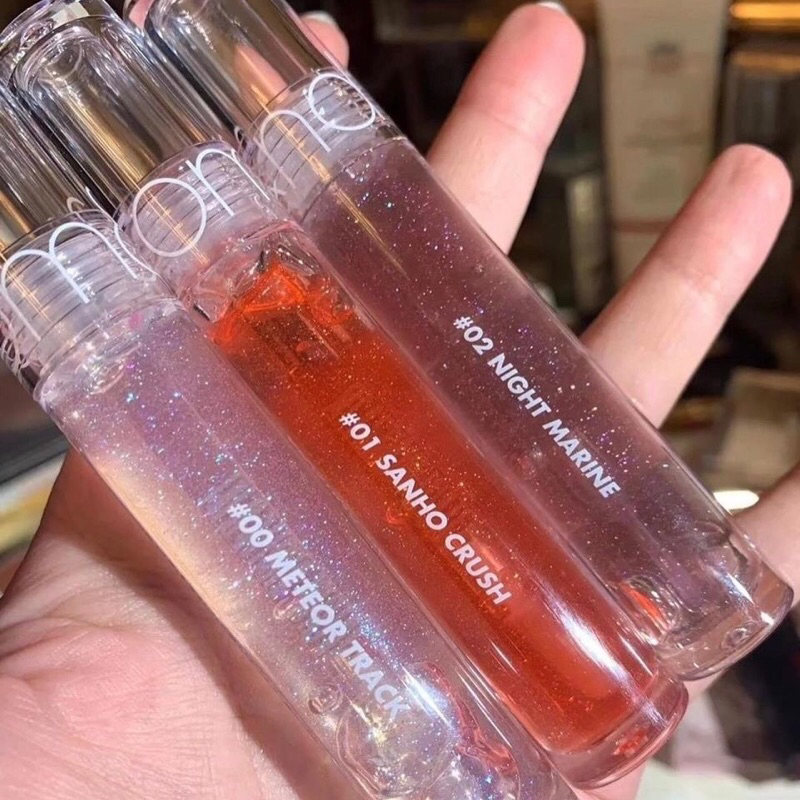 #02 NIGHT MARINE
#01 SANHO CRUSH
#00 METEOR TRACK